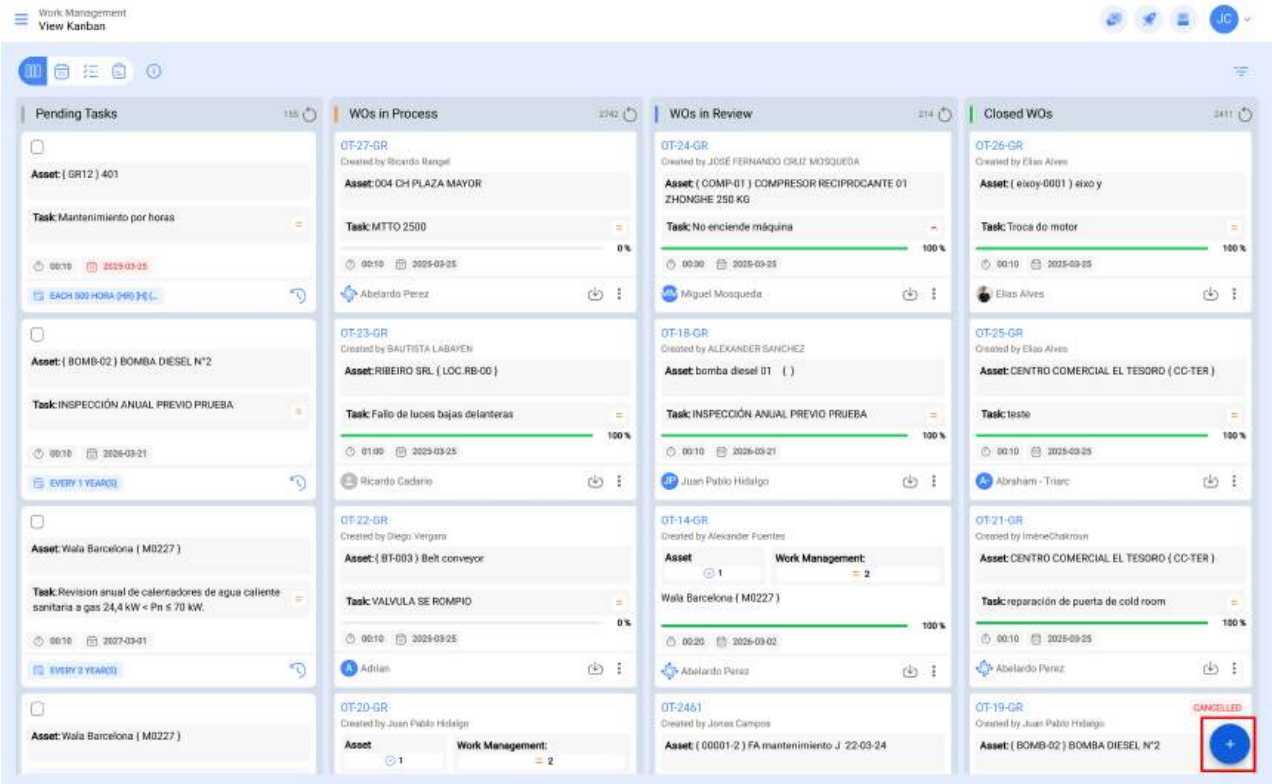 Work Management
View Kanban
JC
Pending Tasks 155
Asset: ( GR12 ) 401
Task: Mantenimiento por horas
00:10 2025-03-25
EACH 500 HORA (HR) [H] (...
Asset: ( BOMB-02 ) BOMBA DIESEL N°2
Task: INSPECCIÓN ANUAL PREVIO PRUEBA
00:10 2026-03-21
EVERY 1 YEAR(S)
Asset: Wala Barcelona ( M0227 )
Task: Revision anual de calentadores de agua caliente
sanitaria a gas 24,4 kW < Pn ≤ 70 kW.
00:10 2027-03-01
EVERY 2 YEAR(S)
Asset: Wala Barcelona ( M0227 )
WOs in Process 2742
OT-27-GR
Created by Ricardo Rangel
Asset: 004 CH PLAZA MAYOR
Task: MTTO 2500
0 %
00:10 2025-03-25
Abelardo Perez
OT-23-GR
Created by BAUTISTA LABAYEN
Asset: RIBEIRO SRL ( LOC.RB-00 )
Task: Fallo de luces bajas delanteras
100 %
01:00 2025-03-25
Ricardo Cadario
OT-22-GR
Created by Diego Vergara
Asset: ( BT-003 ) Belt conveyor
Task: VALVULA SE ROMPIO
0 %
00:10 2025-03-25
A Adrian
OT-20-GR
Created by Juan Pablo Hidalgo
Asset Work Management:
1 2
WOs in Review 214
OT-24-GR
Created by JOSÉ FERNANDO CRUZ MOSQUEDA
Asset: ( COMP-01 ) COMPRESOR RECIPROCANTE 01
ZHONGHE 250 KG
Task: No enciende máquina
100 %
00:30 2025-03-25
MM Miguel Mosqueda
OT-18-GR
Created by ALEXANDER SANCHEZ
Asset: bomba diesel 01 ( )
Task: INSPECCIÓN ANUAL PREVIO PRUEBA
100 %
00:10 2026-03-21
JP Juan Pablo Hidalgo
OT-14-GR
Created by Alexander Fuentes
Asset Work Management:
1 2
Wala Barcelona ( M0227 )
100 %
00:20 2026-03-02
Abelardo Perez
OT-2461
Created by Jonas Campos
Asset: ( 00001-2 ) FA mantenimiento J 22-03-24
Closed WOs 2411
OT-26-GR
Created by Elias Alves
Asset: ( eixoy-0001 ) eixo y
Task: Troca do motor
100 %
00:10 2025-03-25
Elias Alves
OT-25-GR
Created by Elias Alves
Asset: CENTRO COMERCIAL EL TESORO ( CC-TER )
Task: teste
100 %
00:10 2025-03-25
A- Abraham - Triarc
OT-21-GR
Created by ImèneChakroun
Asset: CENTRO COMERCIAL EL TESORO ( CC-TER )
Task: reparación de puerta de cold room
100 %
00:10 2025-03-25
Abelardo Perez
OT-19-GR CANCELLED
Created by Juan Pablo Hidalgo
Asset: ( BOMB-02 ) BOMBA DIESEL N°2